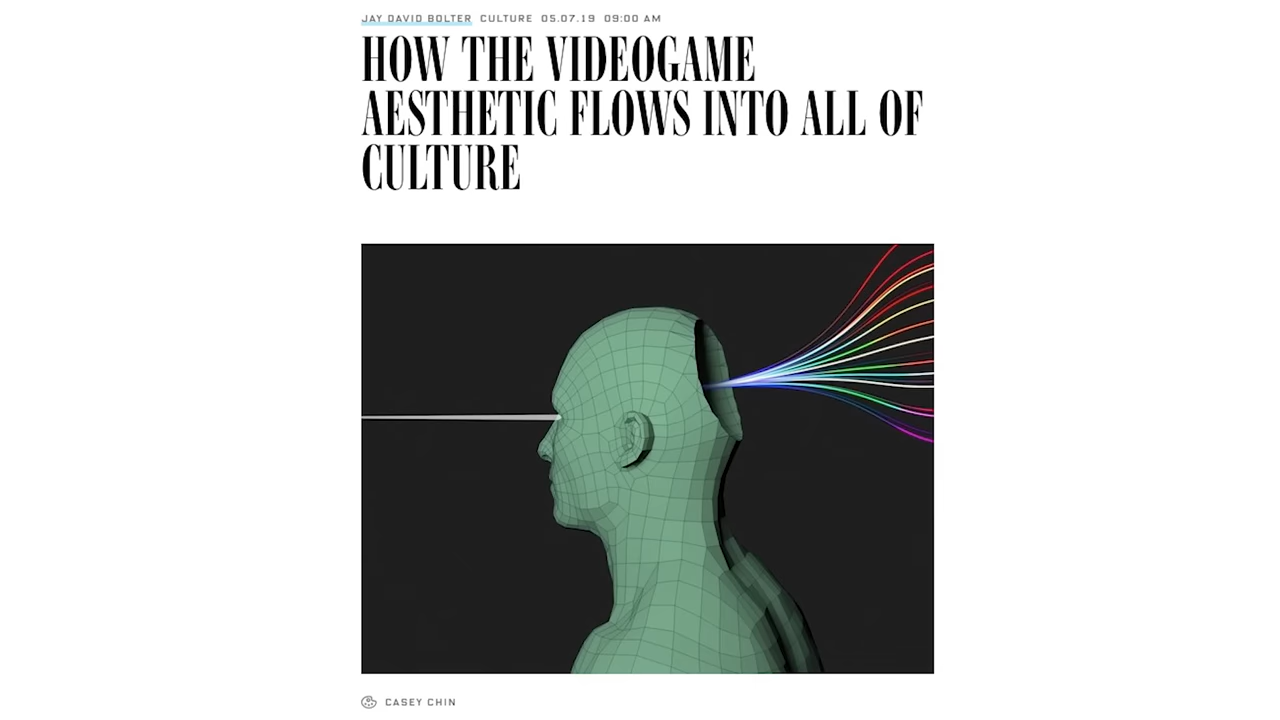 JAY DAVID BOLTER CULTURE 05.07.19 09:00 AM
HOW THE VIDEOGAME
AESTHETIC FLOWS INTO ALL OF
CULTURE
CASEY CHIN